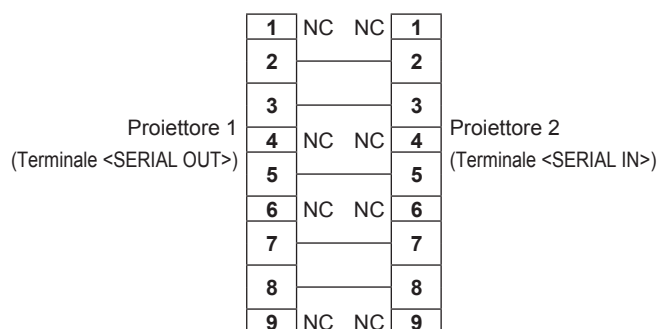 1 NC NC 1
2 2
3 3
Proiettore 1
(Terminale <SERIAL OUT>)
4 NC NC 4
Proiettore 2
(Terminale <SERIAL IN>)
5 5
6 NC NC 6
7 7
8 8
9 NC NC 9